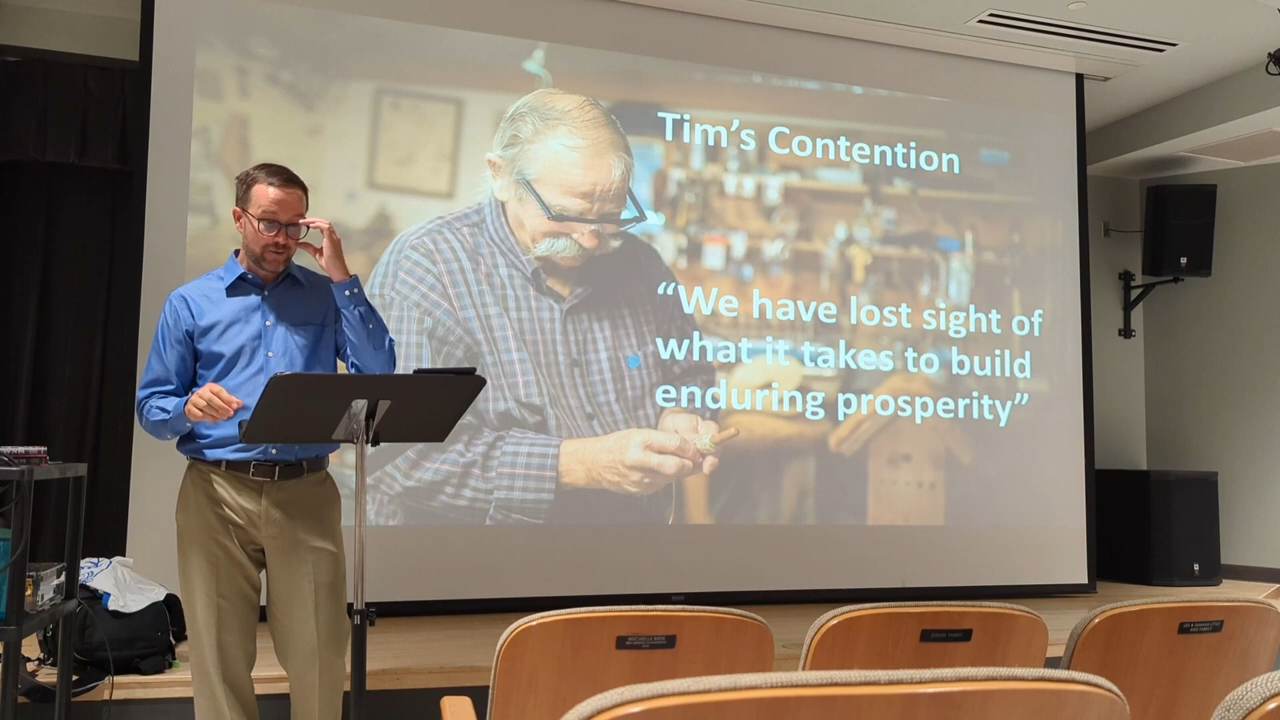 Tim’s Contention
“We have lost sight of
what it takes to build
enduring prosperity”